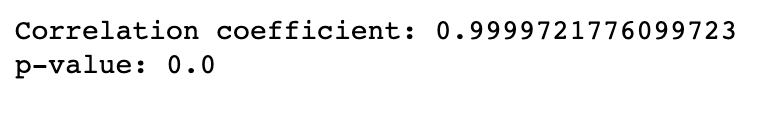 Correlation coefficient: 0.9999721776099723
p-value: 0.0